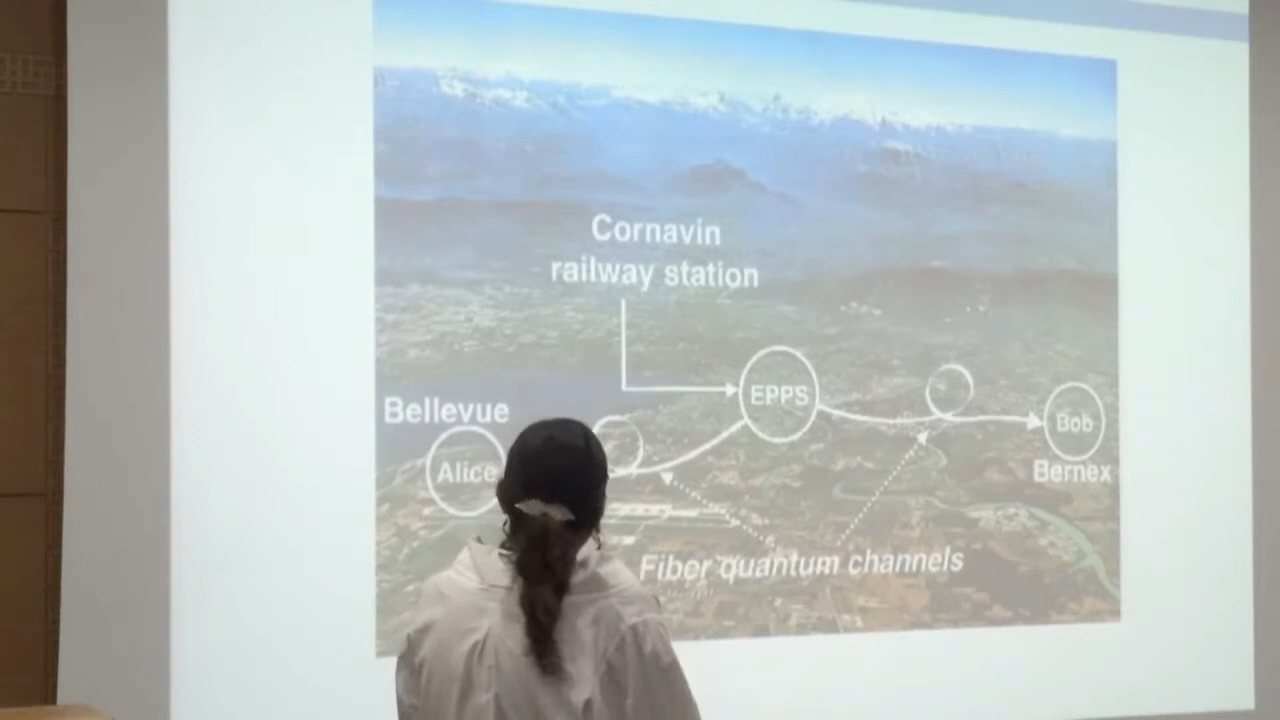 Cornavin
railway station
EPPS
Bellevue
Alice
Bob
Bernex
Fiber quantum channels